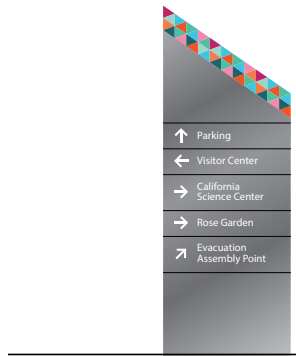 Parking
Visitor Center
California
Science Center
Rose Garden
Evacuation
Assembly Point